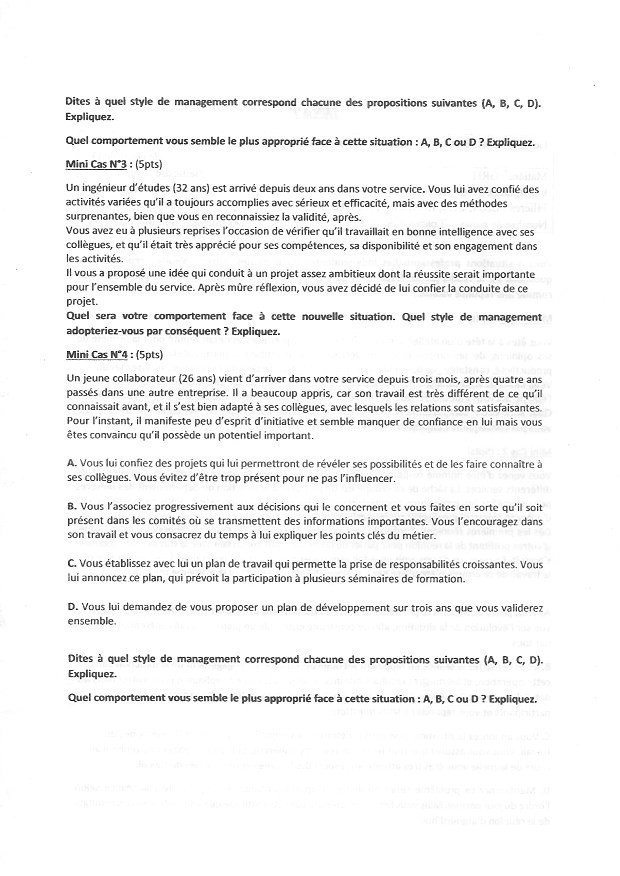 Dites à quel style de management correspond chacune des propositions suivantes (A, B, C, D).
Expliquez.
Quel comportement vous semble le plus approprié face à cette situation : A, B, C ou D ? Expliquez.
Mini Cas N°3 : (5pts)
Un ingénieur d'études (32 ans) est arrivé depuis deux ans dans votre service. Vous lui avez confié des
activités variées qu'il a toujours accomplies avec sérieux et efficacité, mais avec des méthodes
surprenantes, bien que vous en reconnaissiez la validité, après.
Vous avez eu à plusieurs reprises l'occasion de vérifier qu'il travaillait en bonne intelligence avec ses
collègues, et qu'il était très apprécié pour ses compétences, sa disponibilité et son engagement dans
les activités.
Il vous a proposé une idée qui conduit à un projet assez ambitieux dont la réussite serait importante
pour l'ensemble du service. Après mûre réflexion, vous avez décidé de lui confier la conduite de ce
projet.
Quel sera votre comportement face à cette nouvelle situation. Quel style de management
adopteriez-vous par conséquent ? Expliquez.
Mini Cas N°4 : (5pts)
Un jeune collaborateur (26 ans) vient d'arriver dans votre service depuis trois mois, après quatre ans
passés dans une autre entreprise. Il a beaucoup appris, car son travail est très différent de ce qu'il
connaissait avant, et il s'est bien adapté à ses collègues, avec lesquels les relations sont satisfaisantes.
Pour l'instant, il manifeste peu d'esprit d'initiative et semble manquer de confiance en lui mais vous
êtes convaincu qu'il possède un potentiel important.
A. Vous lui confiez des projets qui lui permettront de révéler ses possibilités et de les faire connaître à
ses collègues. Vous évitez d'être trop présent pour ne pas l'influencer.
B. Vous l'associez progressivement aux décisions qui le concernent et vous faites en sorte qu'il soit
présent dans les comités où se transmettent des informations importantes. Vous l'encouragez dans
son travail et vous consacrez du temps à lui expliquer les points clés du métier.
C. Vous établissez avec lui un plan de travail qui permette la prise de responsabilités croissantes. Vous
lui annoncez ce plan, qui prévoit la participation à plusieurs séminaires de formation.
D. Vous lui demandez de vous proposer un plan de développement sur trois ans que vous validerez
ensemble.
Dites à quel style de management correspond chacune des propositions suivantes (A, B, C, D).
Expliquez.
Quel comportement vous semble le plus approprié face à cette situation : A, B, C ou D ? Expliquez.